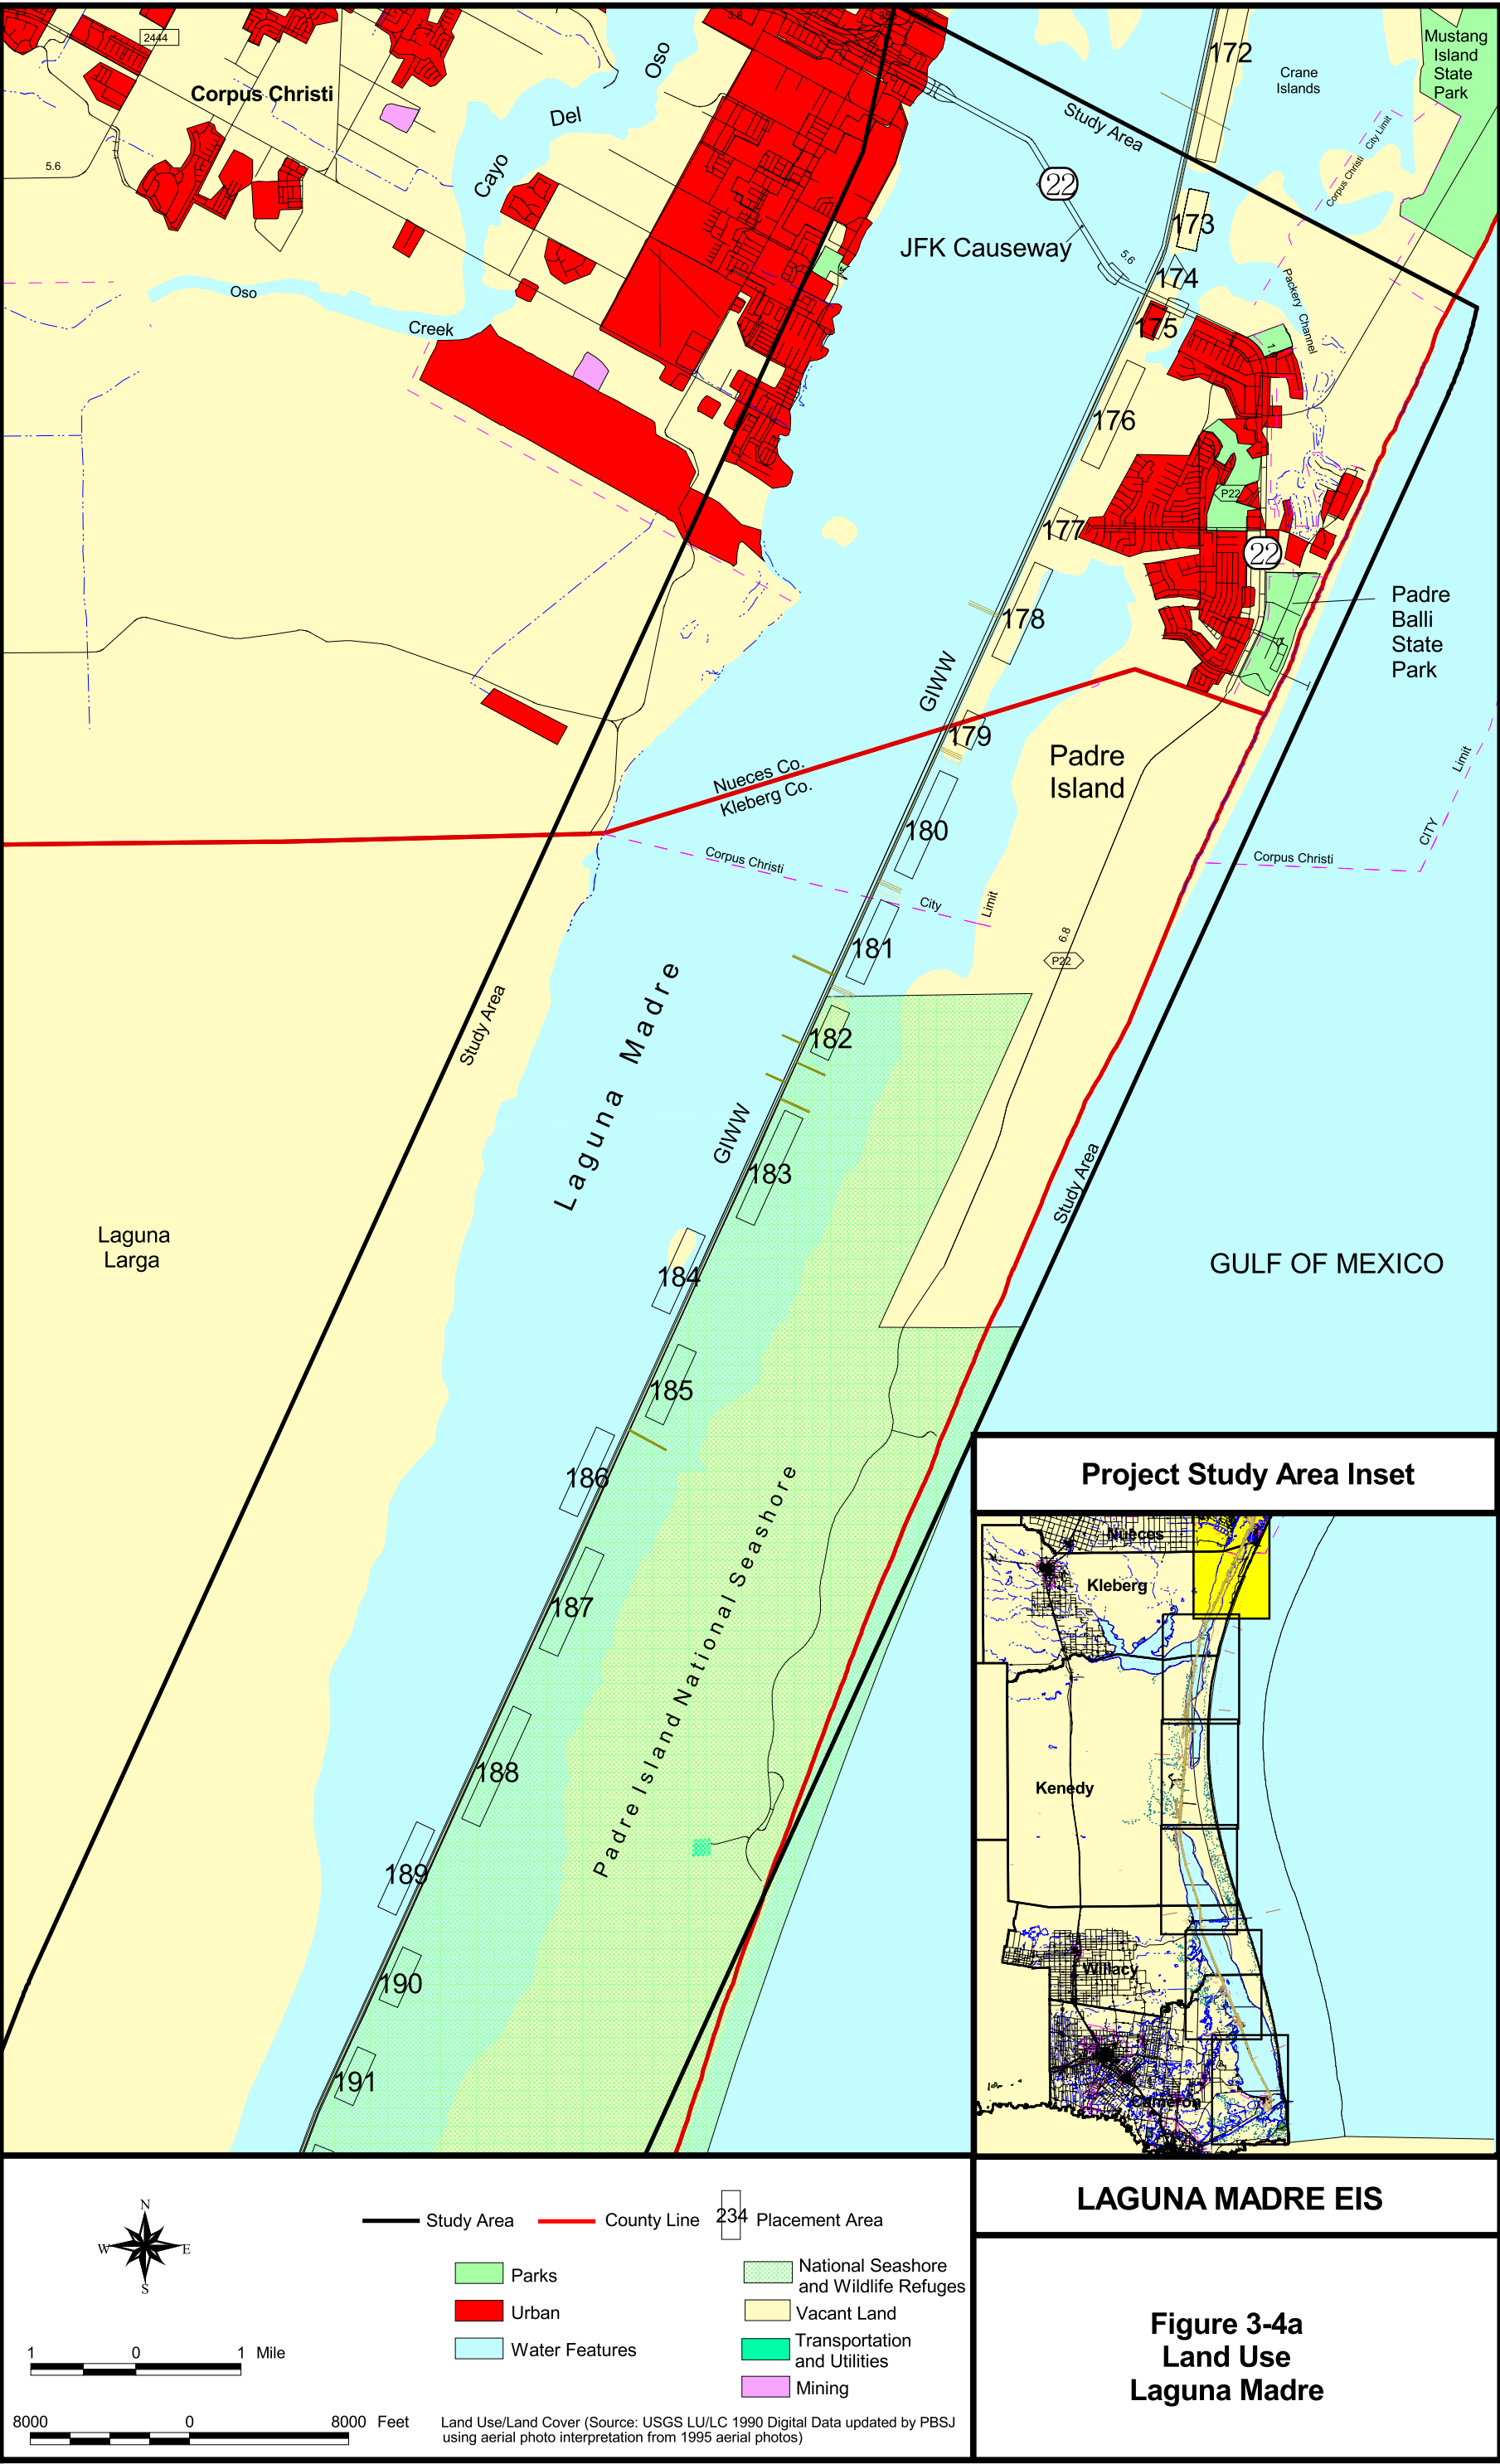 2444
Corpus Christi
5.6
Cayo
Del
Oso
Oso
Creek
3.8
172
Crane
Islands
Mustang
Island
State
Park
Study Area
Corpus Christi City Limit
22
JFK Causeway
5.6
173
174
175
Packery Channel
176
P22
177
22
178
Padre
Balli
State
Park
GIWW
179
Nueces Co.
Kleberg Co.
Padre
Island
180
Corpus Christi
City
Limit
Corpus Christi
CITY
Limit
181
6.8
P22
Study Area
Laguna Madre
182
GIWW
183
Study Area
Laguna
Larga
184
GULF OF MEXICO
185
186
187
Padre Island National Seashore
188
189
190
191
Project Study Area Inset
Nueces
Kleberg
Kenedy
Willacy
Cameron
N
W
E
S
1 0 1 Mile
8000 0 8000 Feet
Study Area
County Line
234
Placement Area
Parks
Urban
Water Features
National Seashore
and Wildlife Refuges
Vacant Land
Transportation
and Utilities
Mining
Land Use/Land Cover (Source: USGS LU/LC 1990 Digital Data updated by PBSJ
using aerial photo interpretation from 1995 aerial photos)
LAGUNA MADRE EIS
Figure 3-4a
Land Use
Laguna Madre